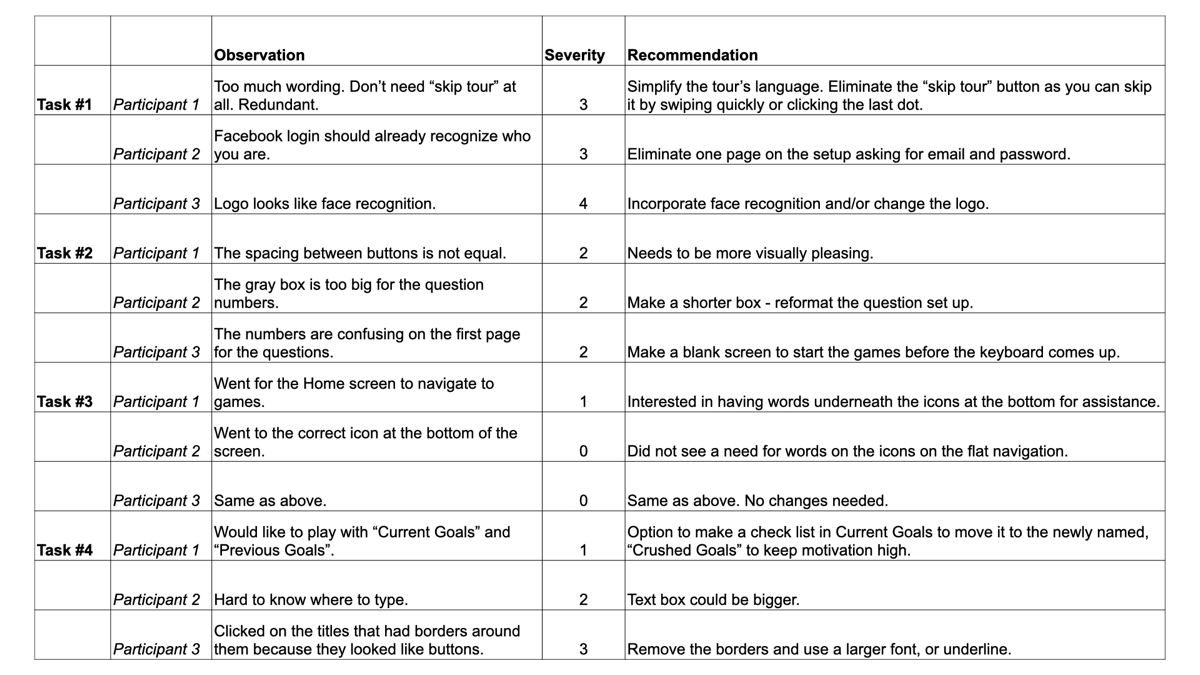 Observation Severity Recommendation
Too much wording. Don’t need “skip tour” at
Task #1 Participant 1 all. Redundant. 3 Simplify the tour’s language. Eliminate the “skip tour” button as you can skip
it by swiping quickly or clicking the last dot.
Facebook login should already recognize who
Participant 2 you are. 3 Eliminate one page on the setup asking for email and password.
Participant 3 Logo looks like face recognition. 4 Incorporate face recognition and/or change the logo.
Task #2 Participant 1 The spacing between buttons is not equal. 2 Needs to be more visually pleasing.
The gray box is too big for the question
Participant 2 numbers. 2 Make a shorter box - reformat the question set up.
The numbers are confusing on the first page
Participant 3 for the questions. 2 Make a blank screen to start the games before the keyboard comes up.
Went for the Home screen to navigate to
Task #3 Participant 1 games. 1 Interested in having words underneath the icons at the bottom for assistance.
Went to the correct icon at the bottom of the
Participant 2 screen. 0 Did not see a need for words on the icons on the flat navigation.
Participant 3 Same as above. 0 Same as above. No changes needed.
Would like to play with “Current Goals” and
Task #4 Participant 1 “Previous Goals”. 1 Option to make a check list in Current Goals to move it to the newly named,
“Crushed Goals” to keep motivation high.
Participant 2 Hard to know where to type. 2 Text box could be bigger.
Clicked on the titles that had borders around
Participant 3 them because they looked like buttons. 3 Remove the borders and use a larger font, or underline.